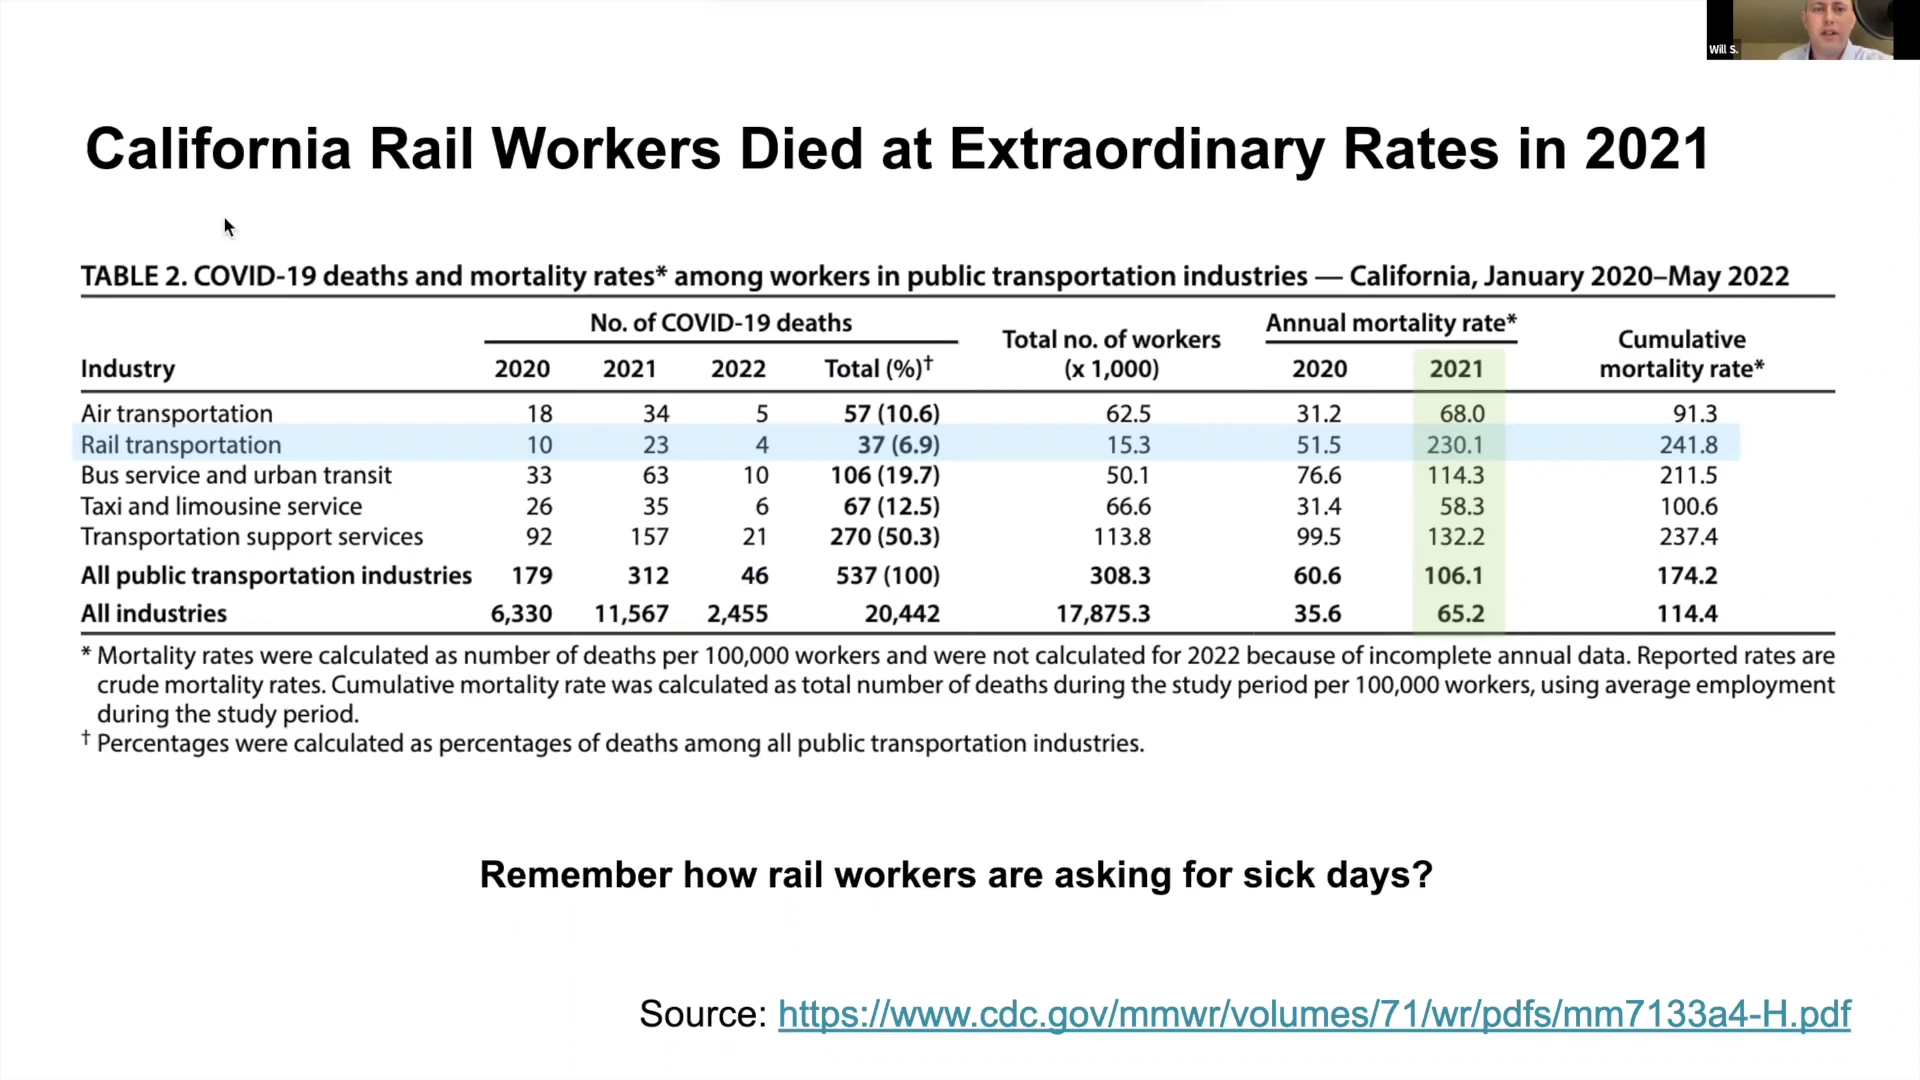 Will S.
California Rail Workers Died at Extraordinary Rates in 2021
TABLE 2. COVID-19 deaths and mortality rates* among workers in public transportation industries — California, January 2020–May 2022
No. of COVID-19 deaths Total no. of workers (x 1,000) Annual mortality rate* Cumulative mortality rate*
Industry 2020 2021 2022 Total (%)† 2020 2021
Air transportation 18 34 5 57 (10.6) 62.5 31.2 68.0 91.3
Rail transportation 10 23 4 37 (6.9) 15.3 51.5 230.1 241.8
Bus service and urban transit 33 63 10 106 (19.7) 50.1 76.6 114.3 211.5
Taxi and limousine service 26 35 6 67 (12.5) 66.6 31.4 58.3 100.6
Transportation support services 92 157 21 270 (50.3) 113.8 99.5 132.2 237.4
All public transportation industries 179 312 46 537 (100) 308.3 60.6 106.1 174.2
All industries 6,330 11,567 2,455 20,442 17,875.3 35.6 65.2 114.4
* Mortality rates were calculated as number of deaths per 100,000 workers and were not calculated for 2022 because of incomplete annual data. Reported rates are
crude mortality rates. Cumulative mortality rate was calculated as total number of deaths during the study period per 100,000 workers, using average employment
during the study period.
† Percentages were calculated as percentages of deaths among all public transportation industries.
Remember how rail workers are asking for sick days?
Source: https://www.cdc.gov/mmwr/volumes/71/wr/pdfs/mm7133a4-H.pdf